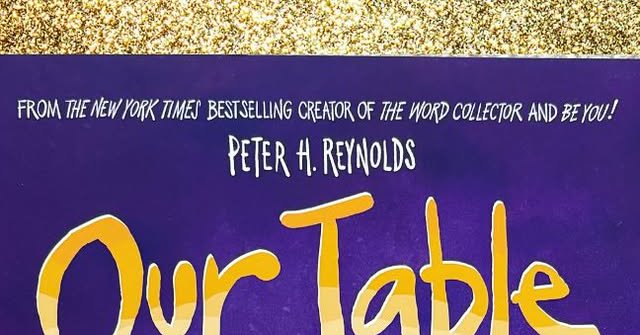 FROM THE NEW YORK TIMES BESTSELLING CREATOR OF THE WORD COLLECTOR AND BE YOU!
PETER H. REYNOLDS
Our Table